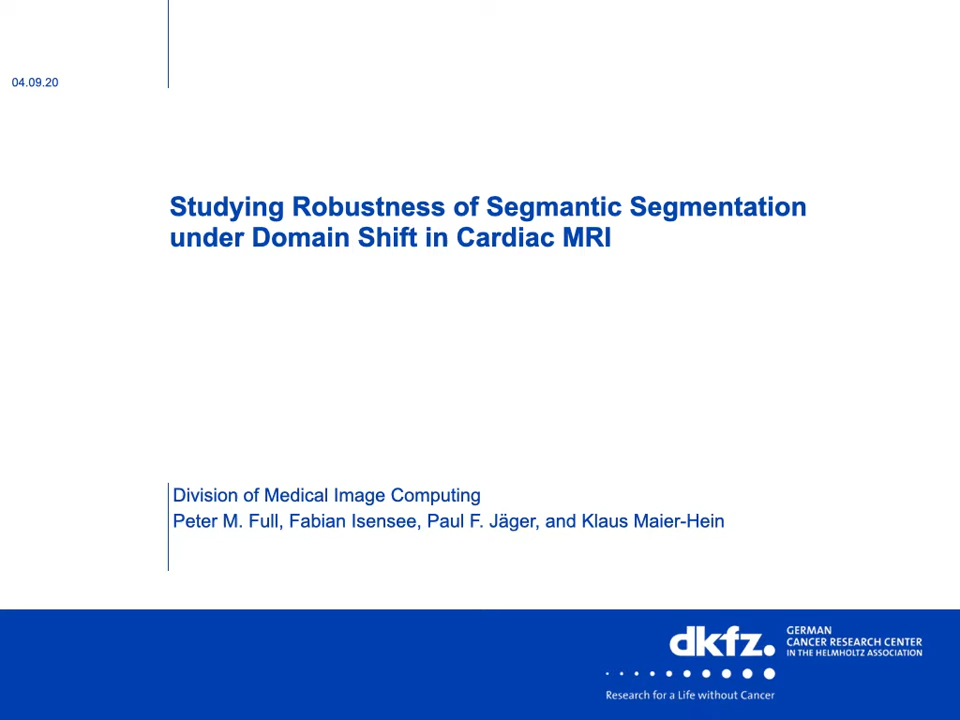 04.09.20
Studying Robustness of Segmantic Segmentation
under Domain Shift in Cardiac MRI
Division of Medical Image Computing
Peter M. Full, Fabian Isensee, Paul F. Jäger, and Klaus Maier-Hein
dkfz.
GERMAN
CANCER RESEARCH CENTER
IN THE HELMHOLTZ ASSOCIATION
Research for a Life without Cancer